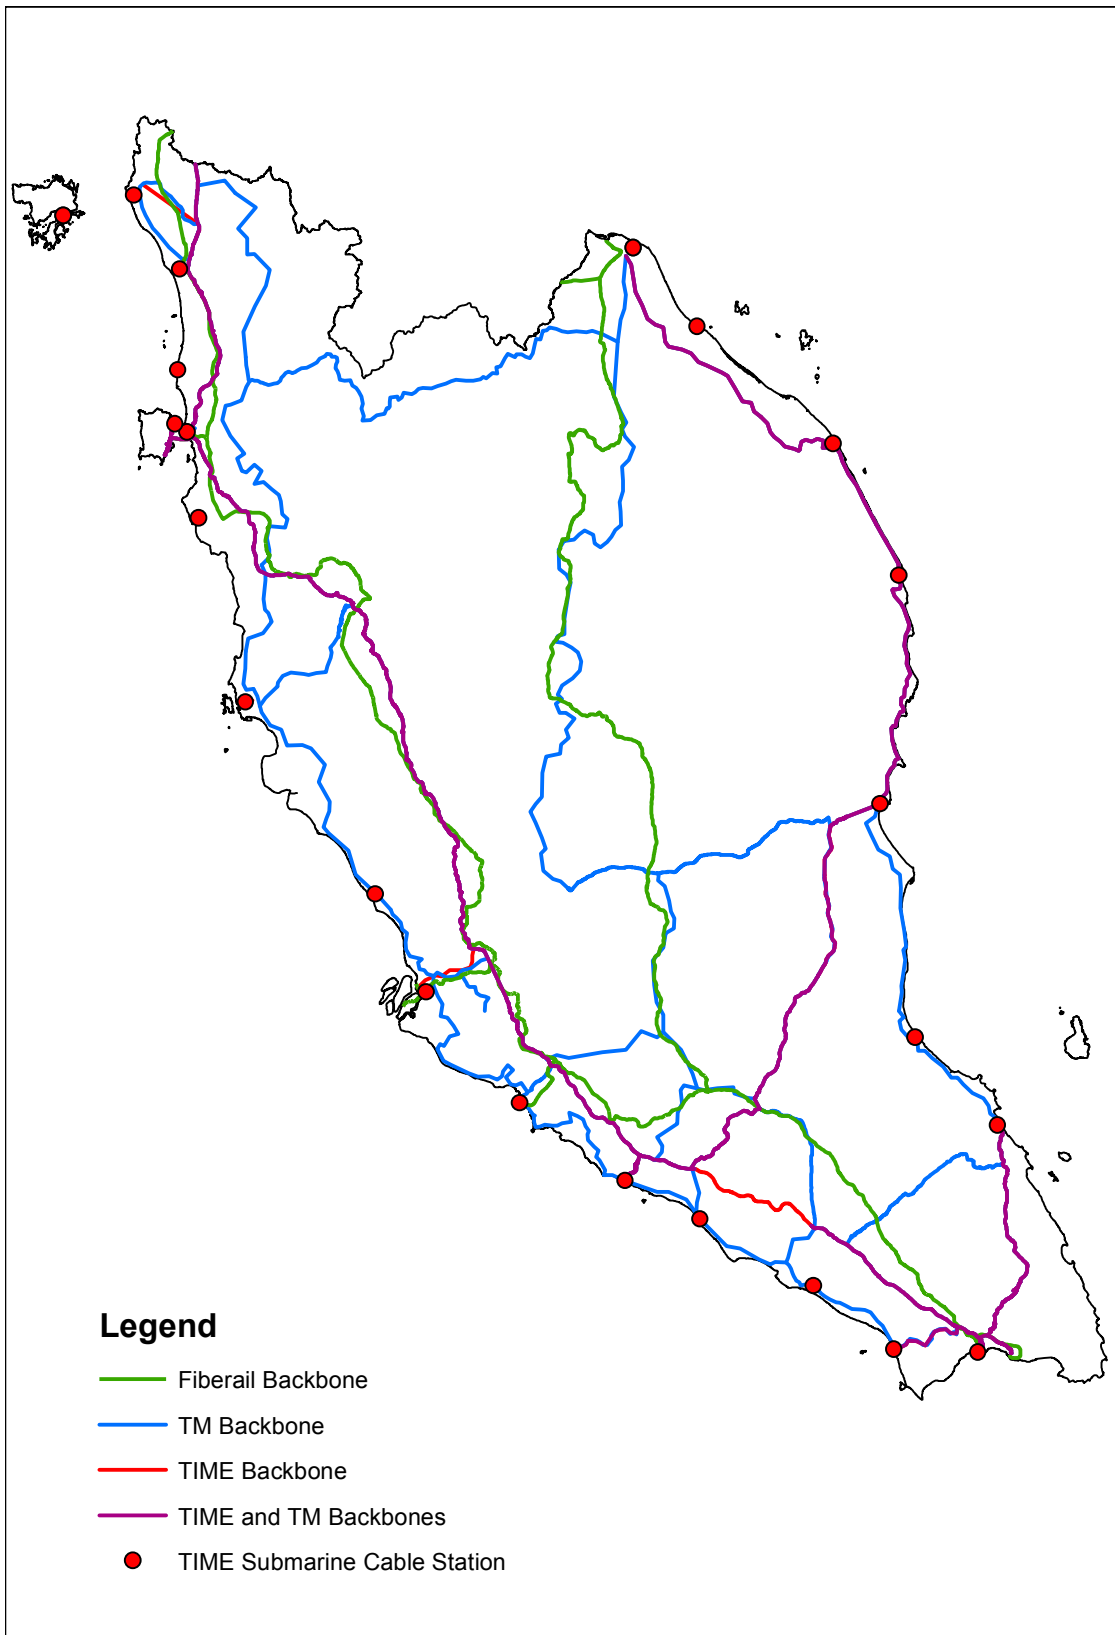 Legend
Fiberail Backbone
TM Backbone
TIME Backbone
TIME and TM Backbones
TIME Submarine Cable Station